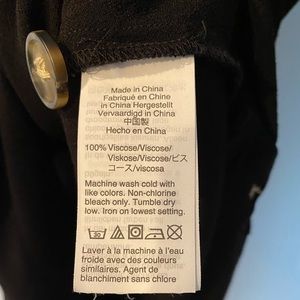 Made in China
Fabriqué en Chine
in China Hergestellt
Vervaardigd in China
中国製
Hecho en China
100% Viscose/Viscose/
Viskose/Viscose/ビス
コース/viscosa
Machine wash cold with
like colors. Non-chlorine
bleach only. Tumble dry
low. Iron on lowest setting.
Laver à la machine à l'eau
froide avec des couleurs
similaires. Agent de
blanchiment sans chlore